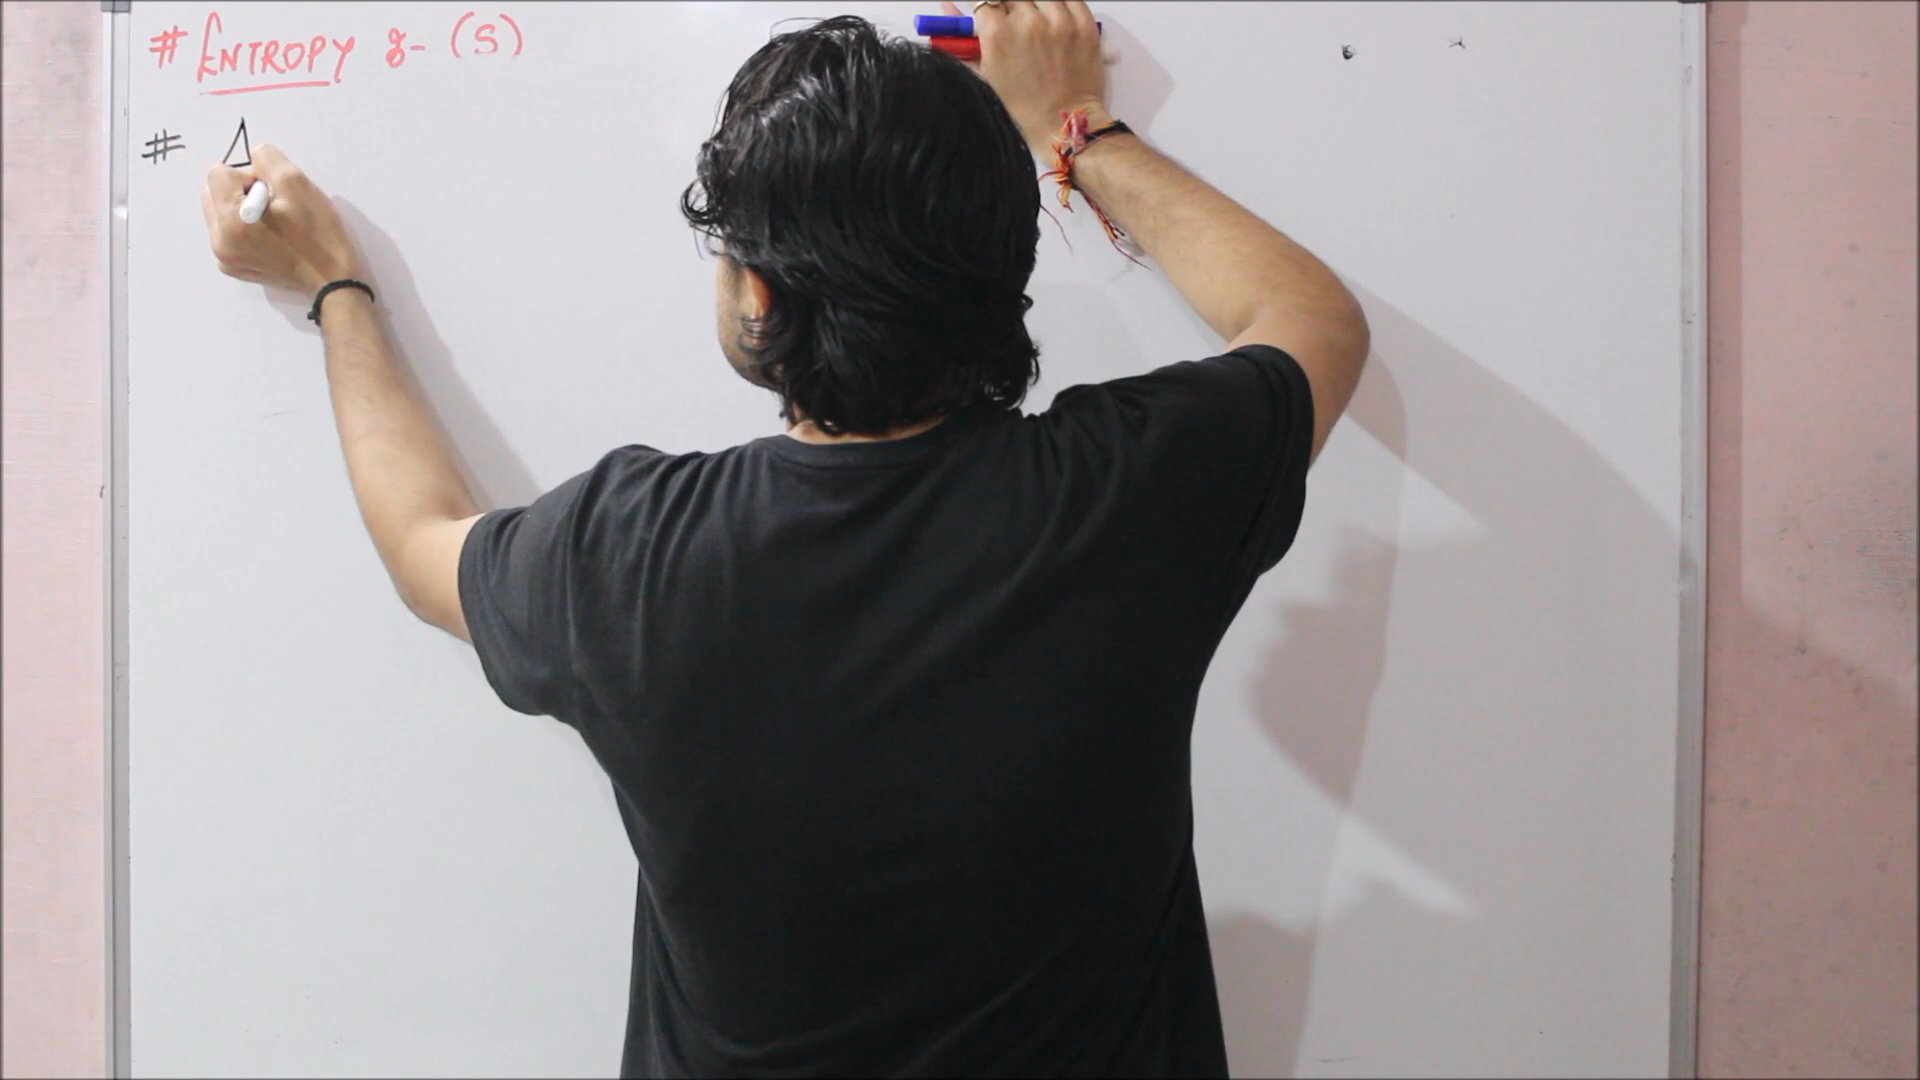 # ENTROPY :- (S)
# Δ